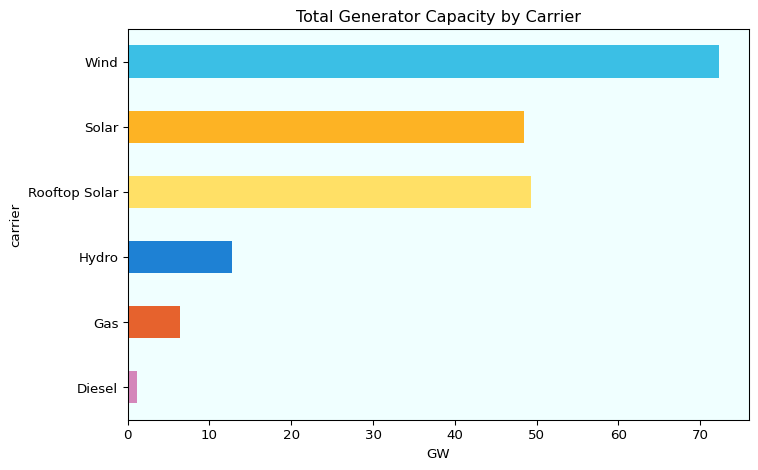 Total Generator Capacity by Carrier
Wind
Solar
Rooftop Solar
Hydro
Gas
Diesel
carrier
0 10 20 30 40 50 60 70
GW